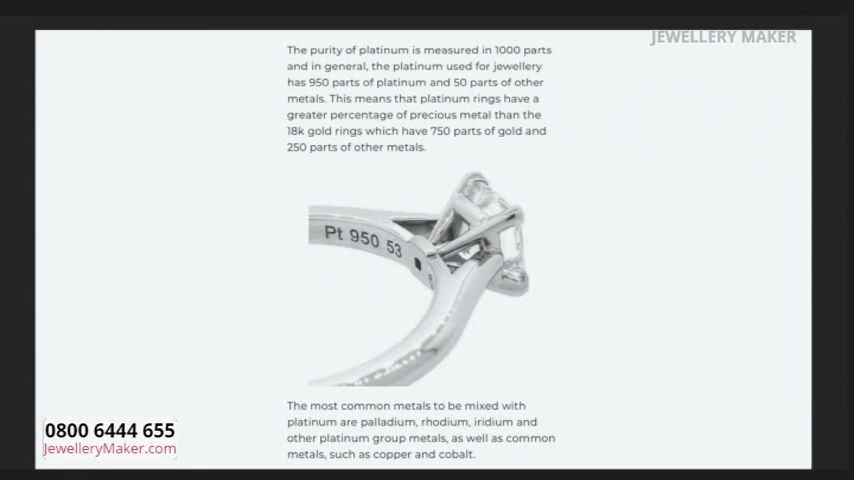 JEWELLERY MAKER
The purity of platinum is measured in 1000 parts
and in general, the platinum used for jewellery
has 950 parts of platinum and 50 parts of other
metals. This means that platinum rings have a
greater percentage of precious metal than the
18k gold rings which have 750 parts of gold and
250 parts of other metals.
Pt 950 53
The most common metals to be mixed with
platinum are palladium, rhodium, iridium and
other platinum group metals, as well as common
metals, such as copper and cobalt.
0800 6444 655
JewelleryMaker.com